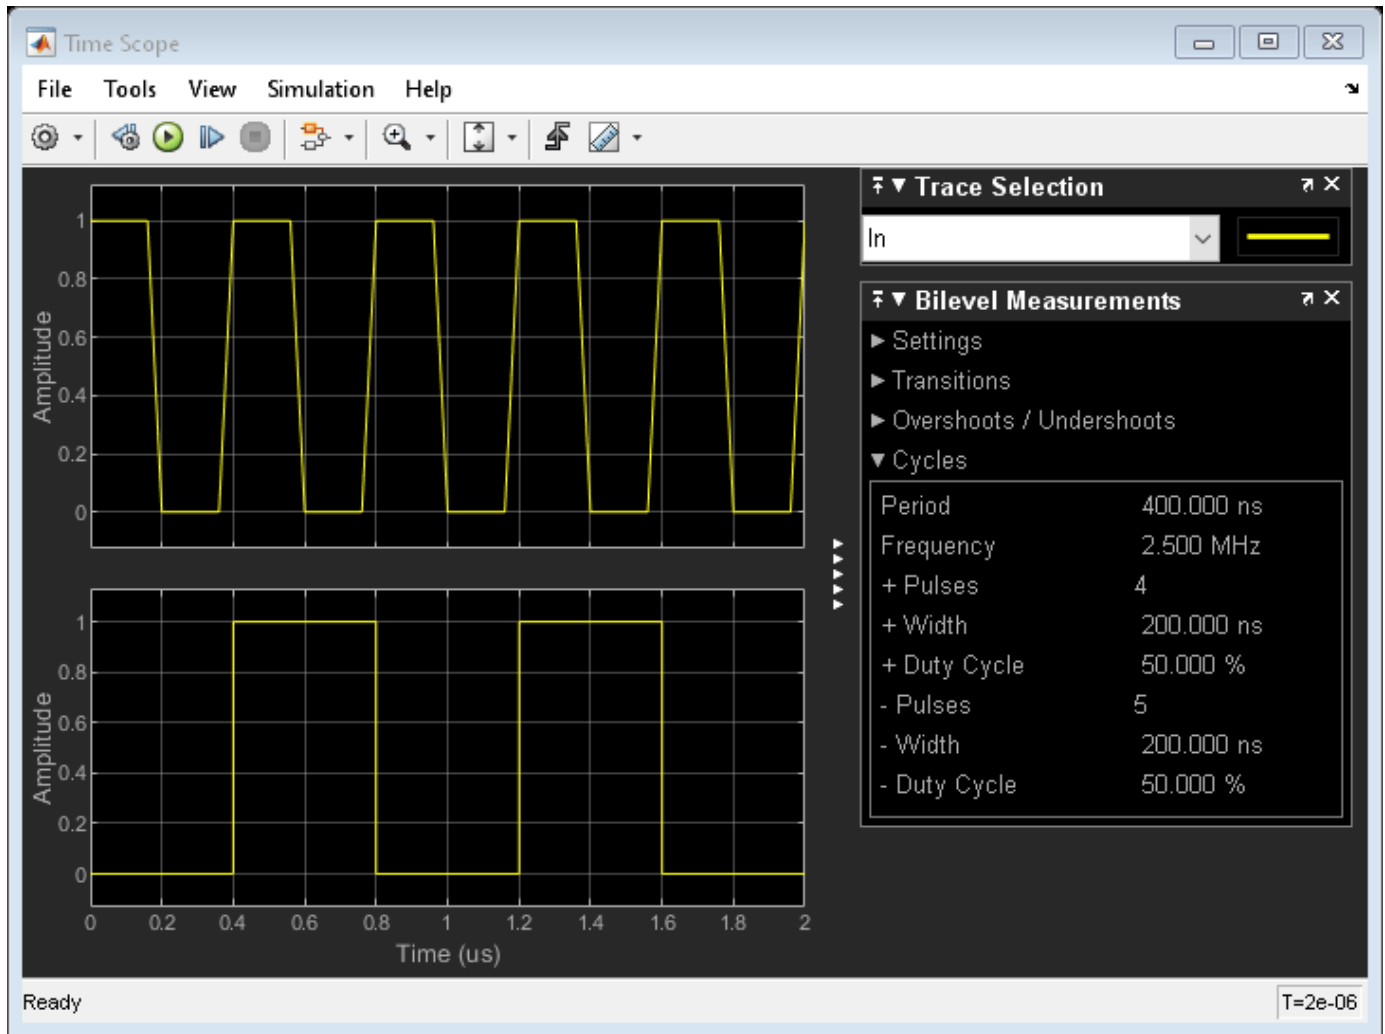 Time Scope
File Tools View Simulation Help
Amplitude
1
0.8
0.6
0.4
0.2
0
Amplitude
1
0.8
0.6
0.4
0.2
0
0 0.2 0.4 0.6 0.8 1 1.2 1.4 1.6 1.8 2
Time (us)
Trace Selection
In
Bilevel Measurements
Settings
Transitions
Overshoots / Undershoots
Cycles
Period 400.000 ns
Frequency 2.500 MHz
+ Pulses 4
+ Width 200.000 ns
+ Duty Cycle 50.000 %
- Pulses 5
- Width 200.000 ns
- Duty Cycle 50.000 %
Ready T=2e-06